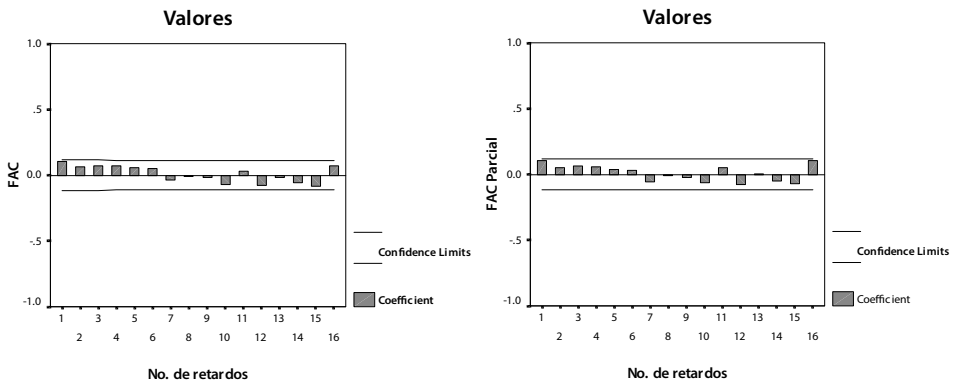 Valores
1.0
.5
0.0
-.5
-1.0
FAC
1 3 5 7 9 11 13 15
2 4 6 8 10 12 14 16
No. de retardos
Confidence Limits
Coefficient
Valores
1.0
.5
0.0
-.5
-1.0
FAC Parcial
1 3 5 7 9 11 13 15
2 4 6 8 10 12 14 16
No. de retardos
Confidence Limits
Coefficient